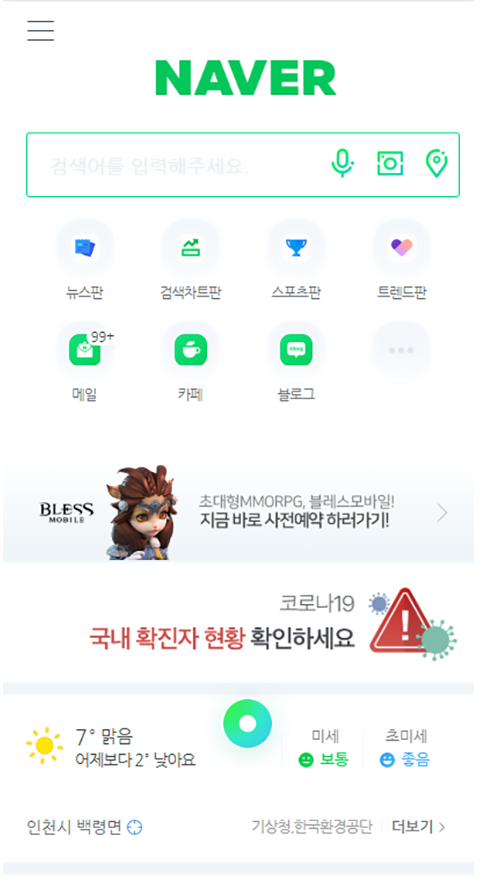 NAVER
검색어를 입력해주세요.
뉴스판 검색차트판 스포츠판 트렌드판
99+
메일 카페 블로그
BLESS
MOBILE
초대형MMORPG, 블레스모바일!
지금 바로 사전예약 하러가기!
코로나19
국내 확진자 현황 확인하세요
7° 맑음
어제보다 2° 낮아요
미세 초미세
보통 좋음
인천시 백령면 기상청,한국환경공단 더보기